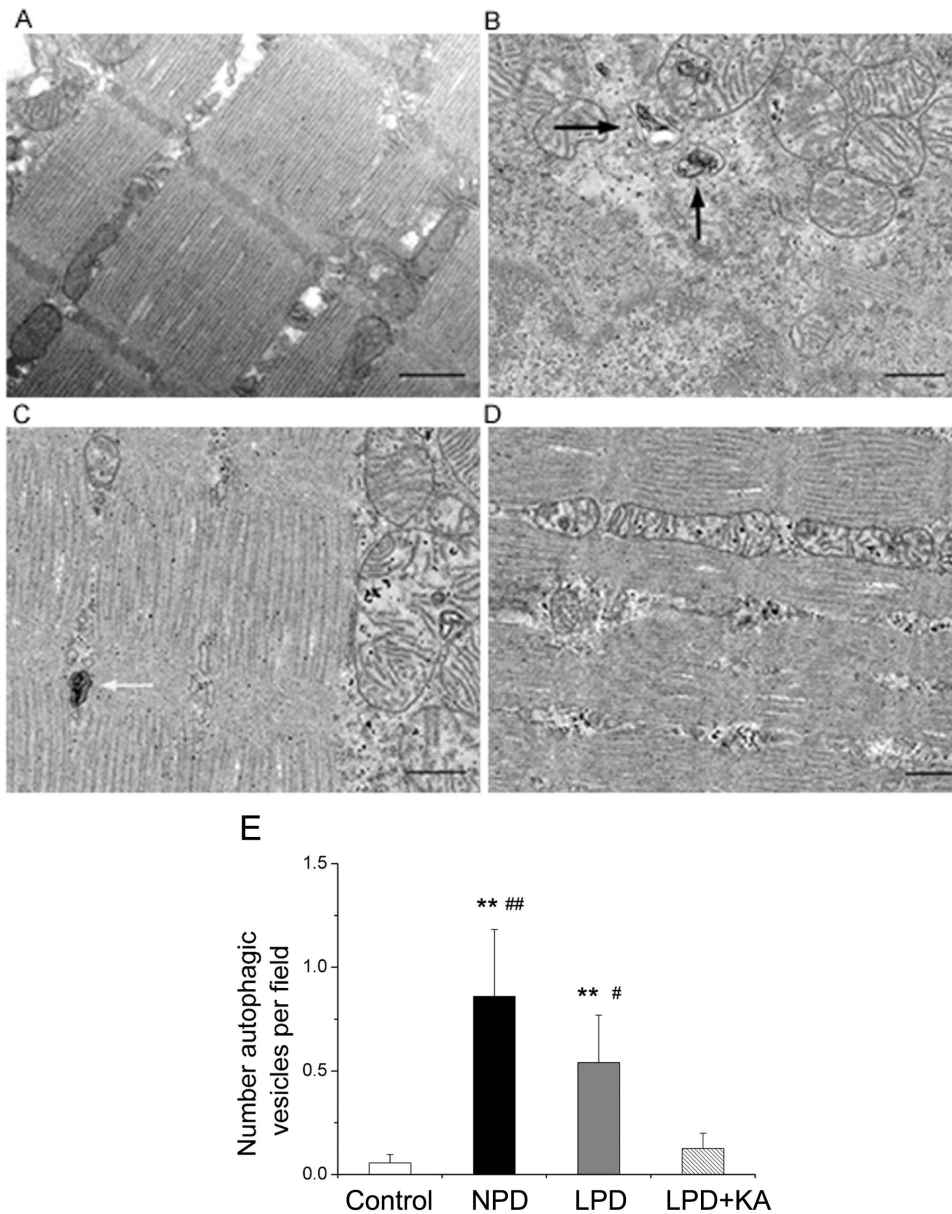 A
B
C
D
E
1.5
** ##
1.0
** #
0.5
0.0
Number autophagic
vesicles per field
Control NPD LPD LPD+KA